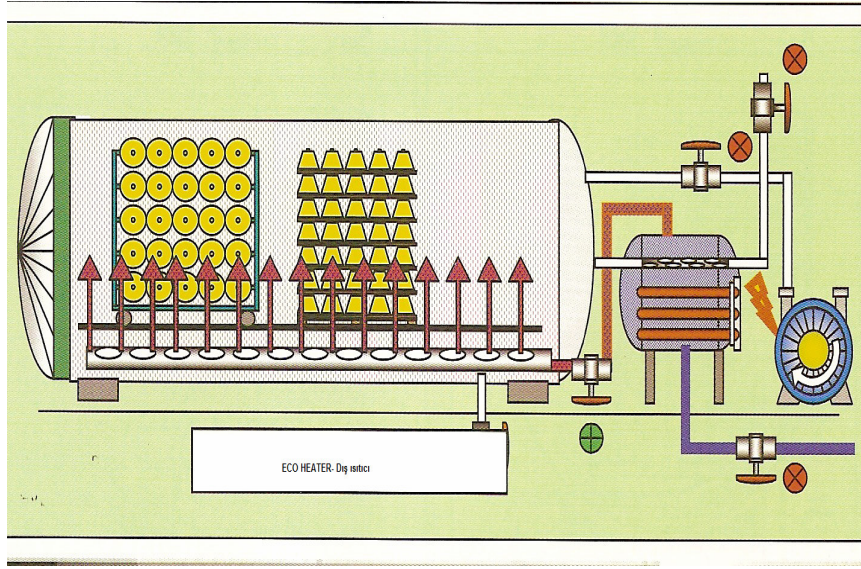 ECO HEATER- Dış ısıtıcı